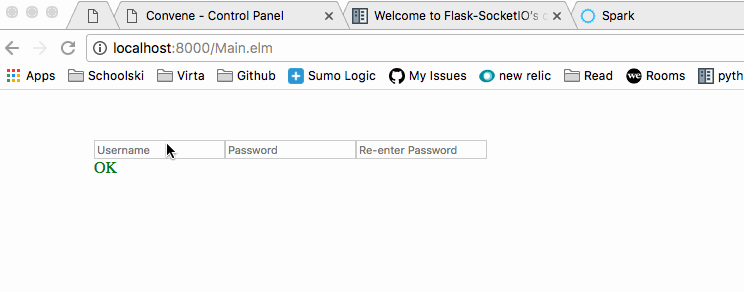 Convene - Control Panel Welcome to Flask-SocketIO's Spark
localhost:8000/Main.elm
Apps Schoolski Virta Github Sumo Logic My Issues new relic Read we Rooms pyth
Username Password Re-enter Password
OK